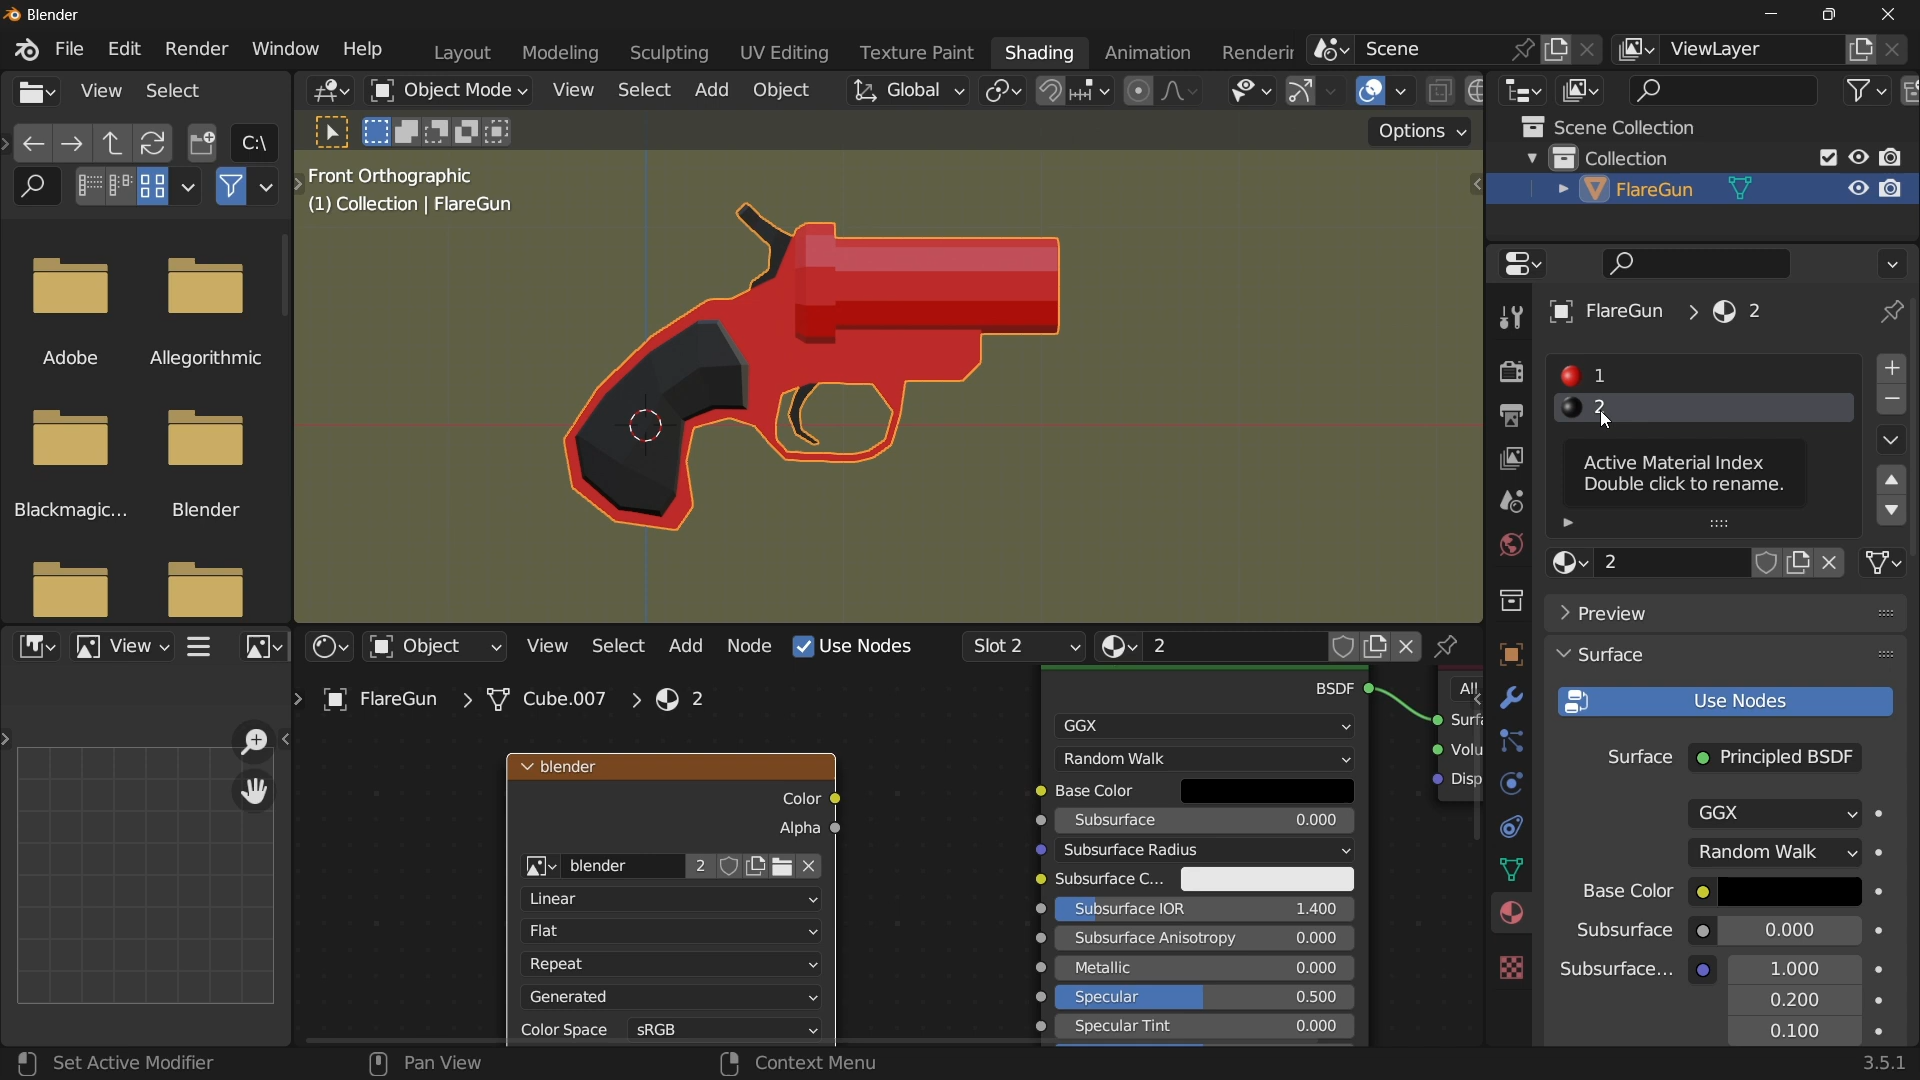 Blender
File Edit Render Window Help
Layout Modeling Sculpting UV Editing Texture Paint Shading Animation Renderin
Scene
ViewLayer
View Select
C:\
Adobe
Allegorithmic
Blackmagic...
Blender
Object Mode View Select Add Object Global
Options
Front Orthographic
(1) Collection | FlareGun
Scene Collection
Collection
FlareGun
FlareGun 2
1
2
Active Material Index
Double click to rename.
2
Preview
Surface
Use Nodes
Surface Principled BSDF
GGX
Random Walk
Base Color
Subsurface 0.000
Subsurface... 1.000
0.200
0.100
View
Object View Select Add Node Use Nodes Slot 2 2
FlareGun Cube.007 2
blender
Color
Alpha
blender 2
Linear
Flat
Repeat
Generated
Color Space sRGB
BSDF
GGX
Random Walk
Base Color
Subsurface 0.000
Subsurface Radius
Subsurface C...
Subsurface IOR 1.400
Subsurface Anisotropy 0.000
Metallic 0.000
Specular 0.500
Specular Tint 0.000
All
Surfa
Volu
Disp
Set Active Modifier
Pan View
Context Menu
3.5.1